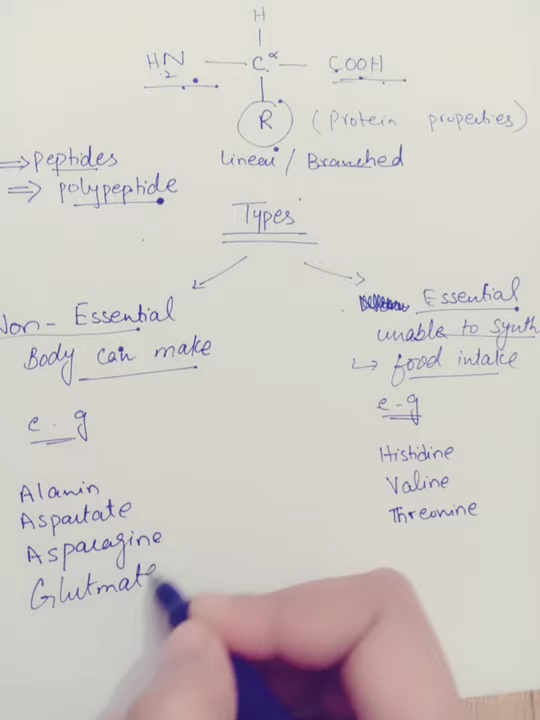 H
H2N — Cα — COOH
R (Protein properties)
Linear / Branched
⇒ peptides
⇒ polypeptide
Types
Non-Essential
Body can make
e.g
Alanin
Aspartate
Asparagine
Glutmate
Essential
unable to synth
↳ food intake
e-g
Histidine
Valine
Threonine